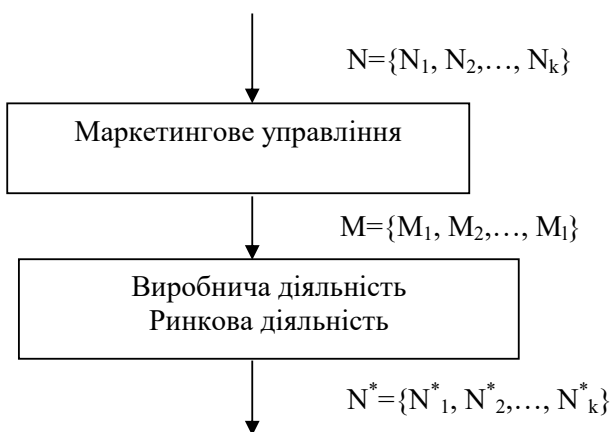 N={N₁, N₂,…, Nₖ}
Маркетингове управління
M={M₁, M₂,…, Mₗ}
Виробнича діяльність
Ринкова діяльність
N*={N*₁, N*₂,…, N*ₖ}